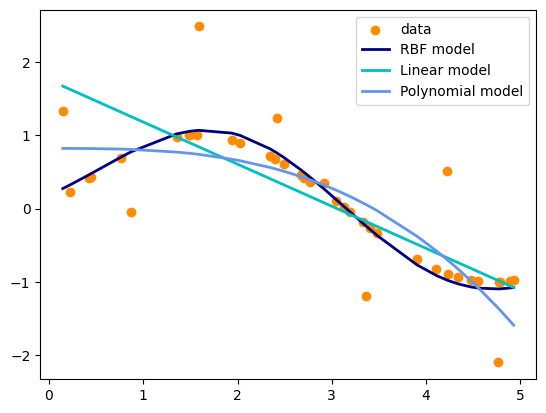 data
RBF model
Linear model
Polynomial model
2
1
0
−1
−2
0 1 2 3 4 5